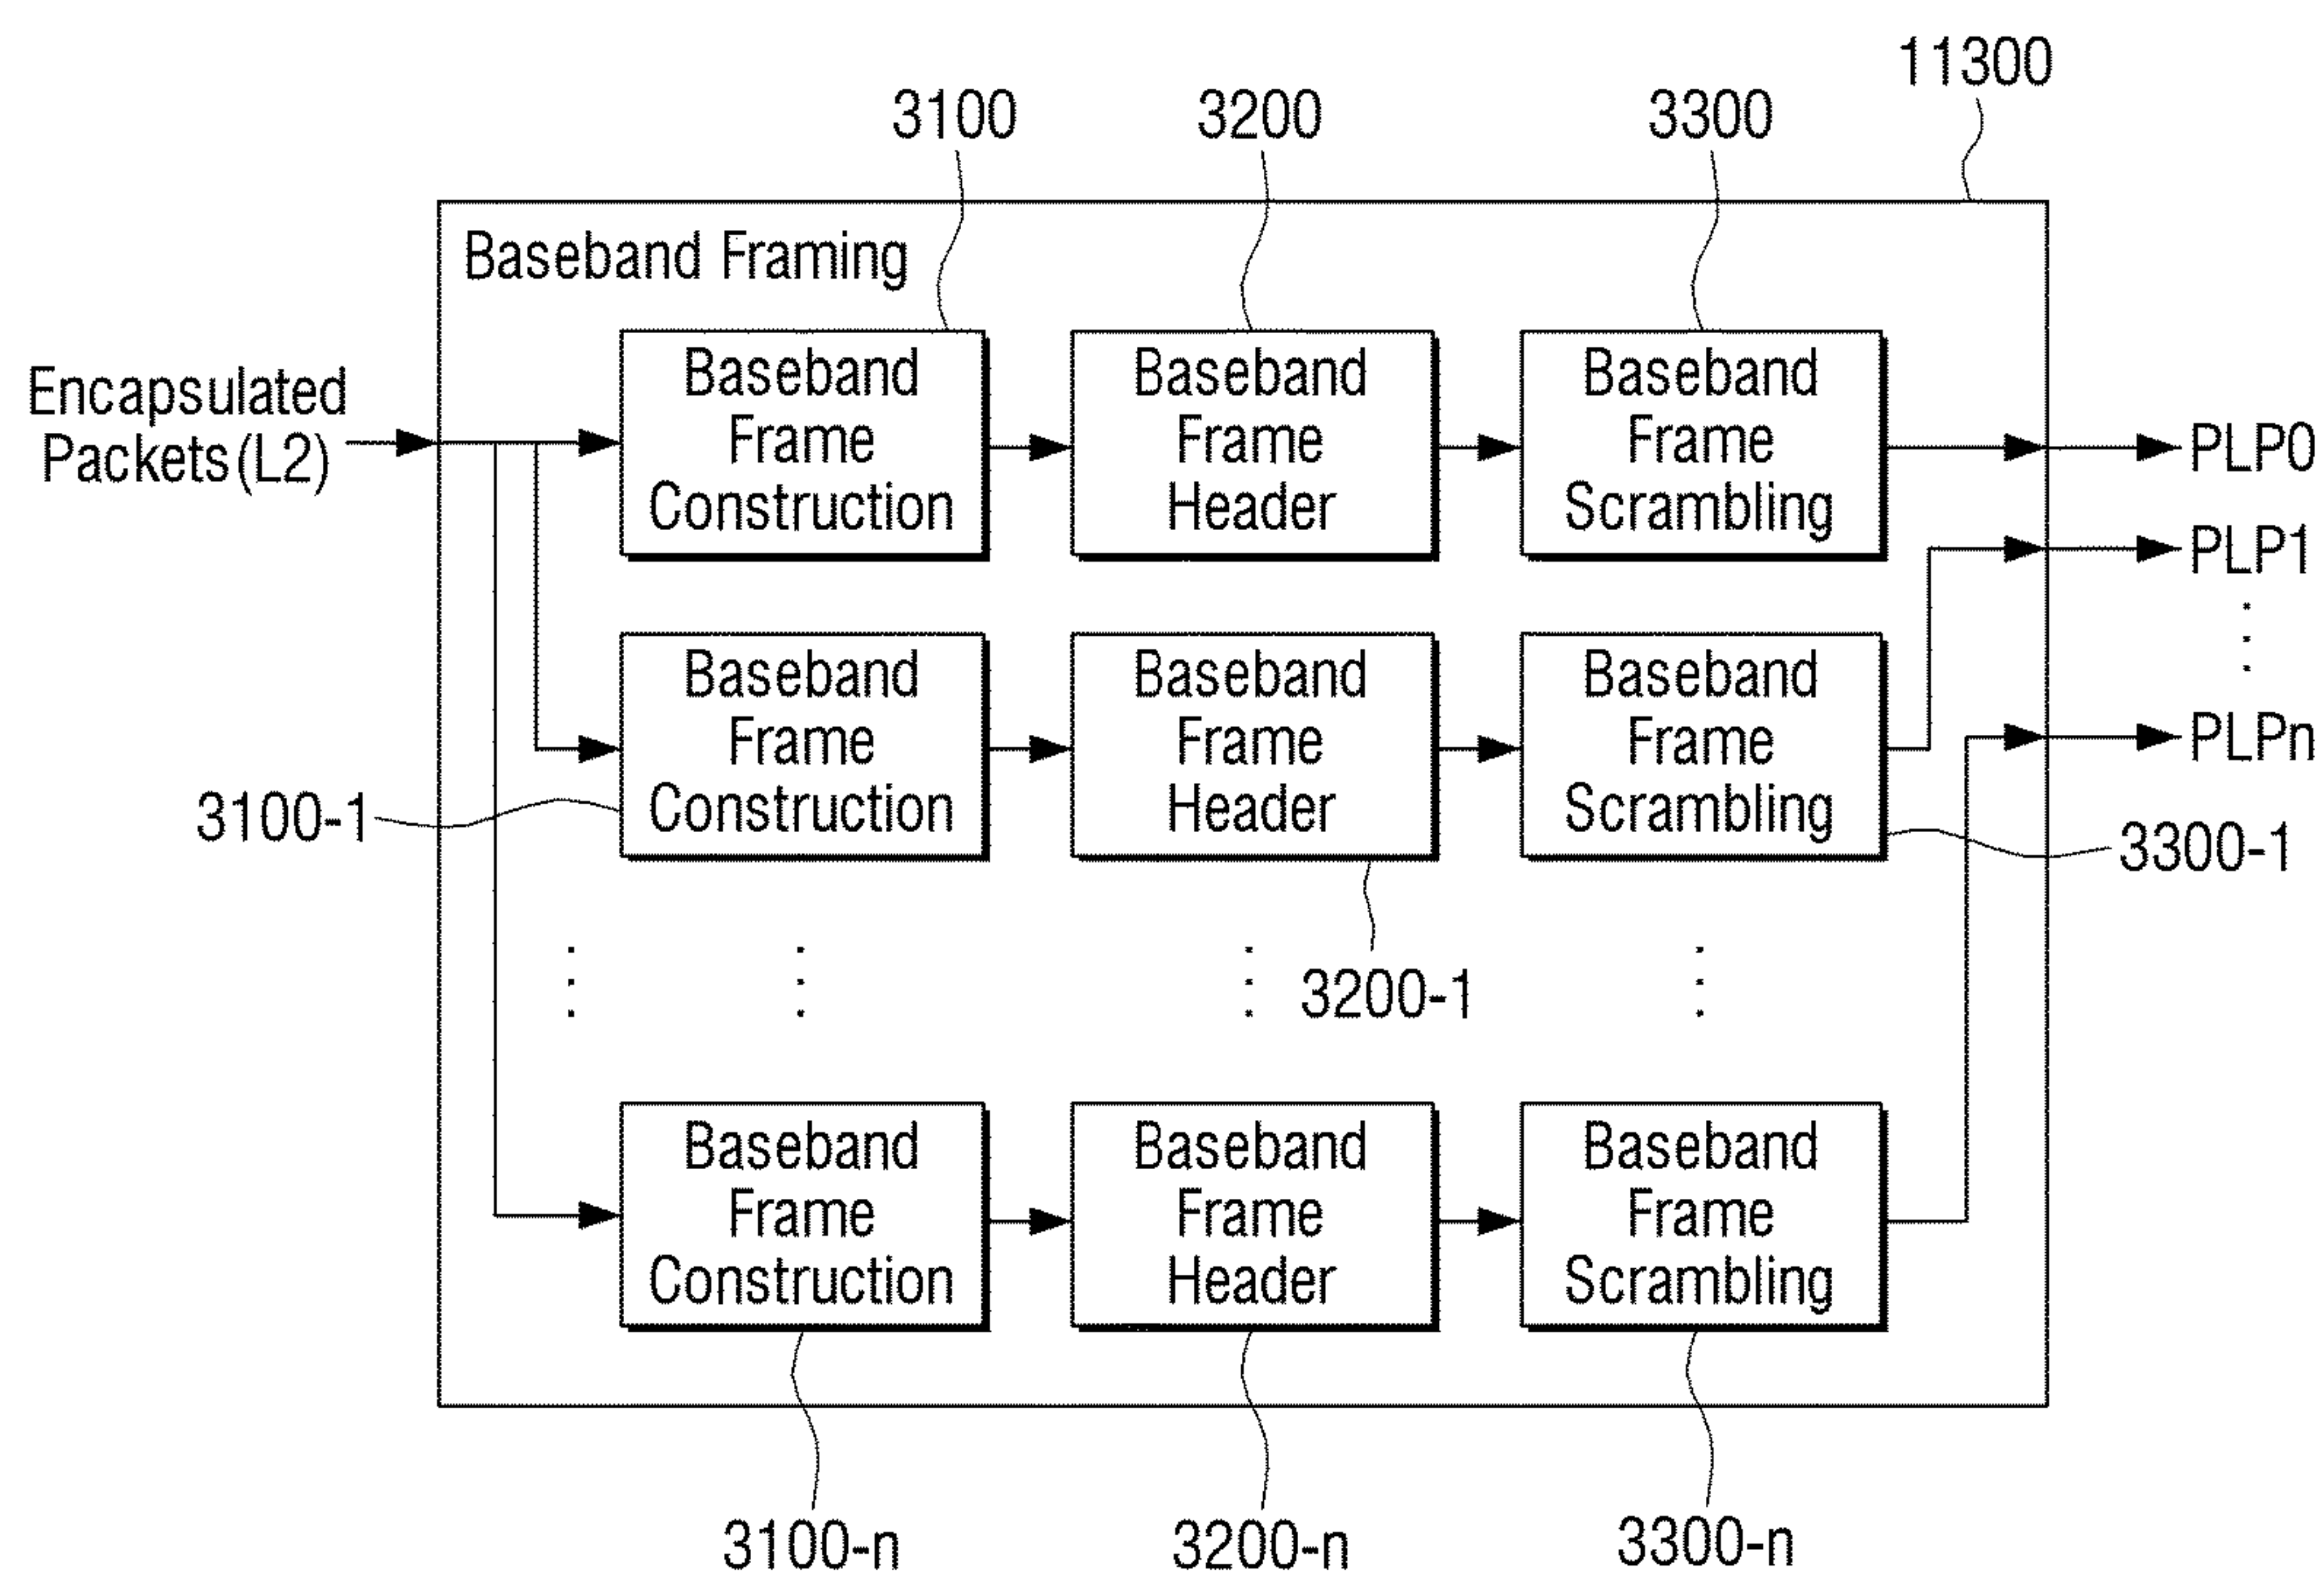 11300
3100
3200
3300
Baseband Framing
Encapsulated
Packets(L2)
Baseband
Frame
Construction
Baseband
Frame
Header
Baseband
Frame
Scrambling
PLP0
PLP1
PLPn
Baseband
Frame
Construction
Baseband
Frame
Header
Baseband
Frame
Scrambling
3100-1
3200-1
3300-1
Baseband
Frame
Construction
Baseband
Frame
Header
Baseband
Frame
Scrambling
3100-n
3200-n
3300-n